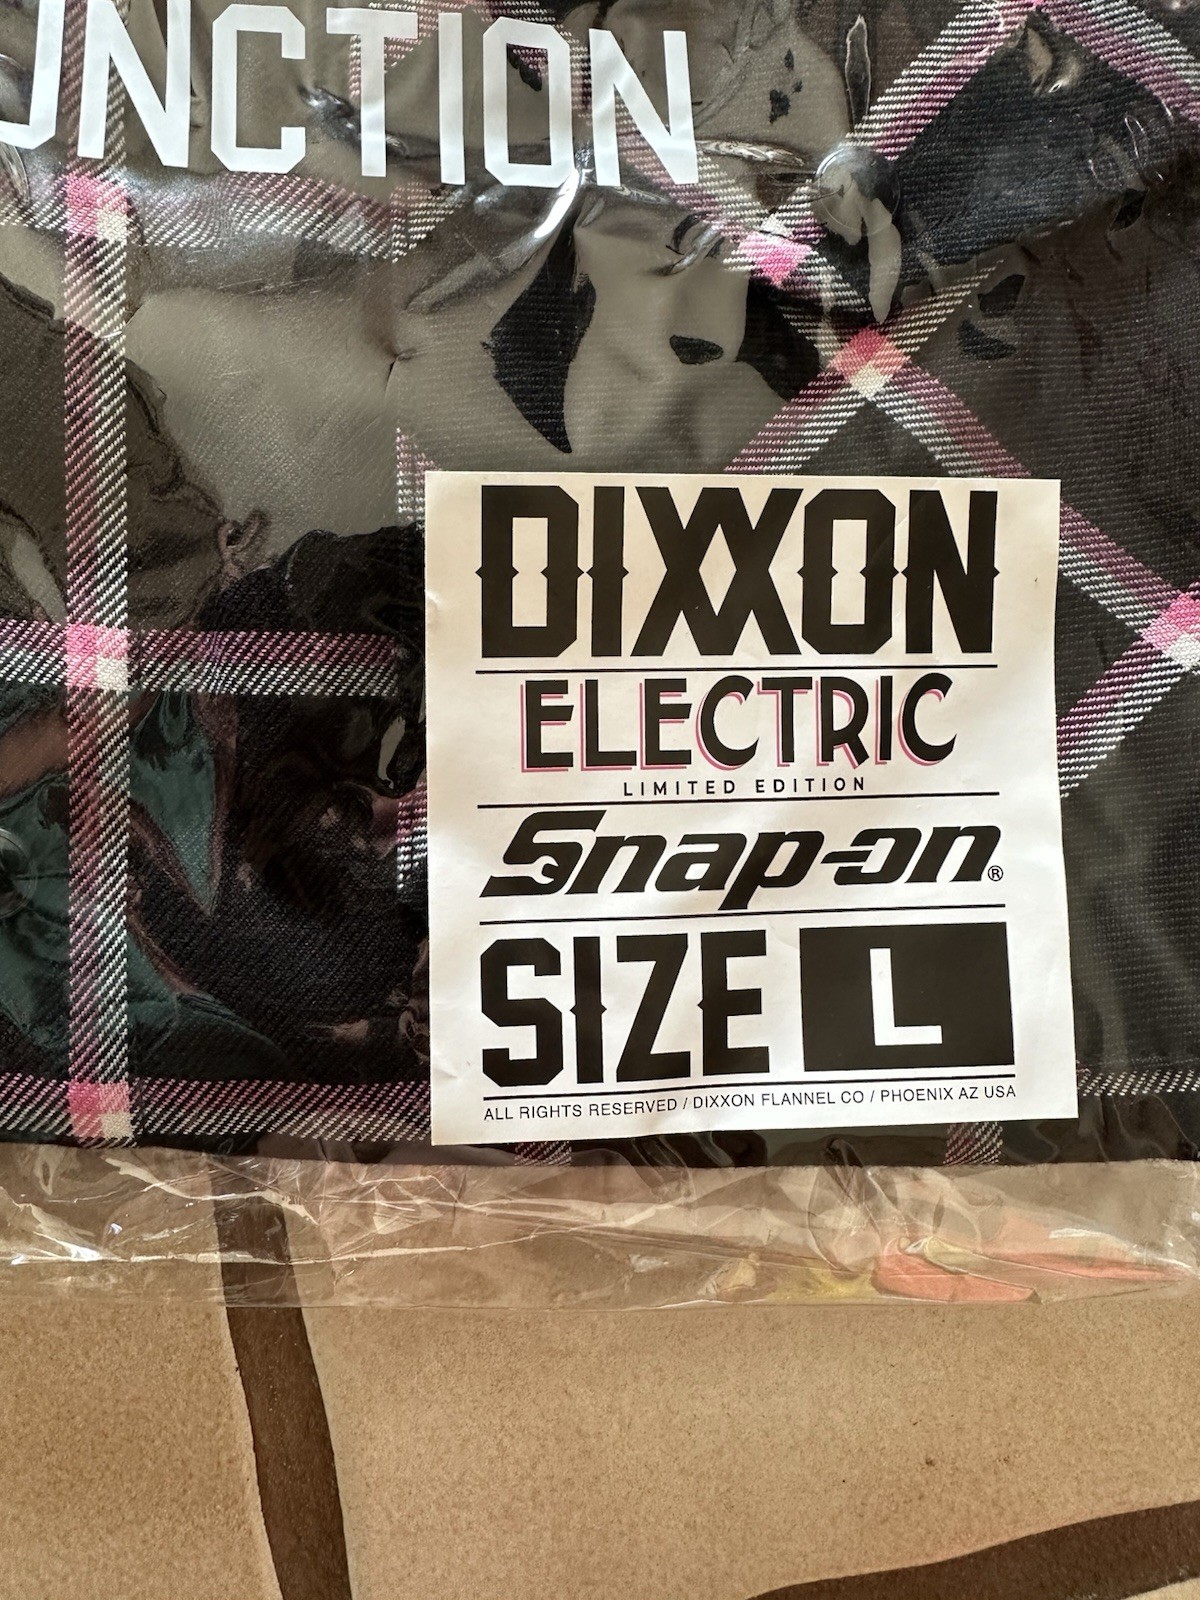 UNCTION
DIXXON
ELECTRIC
LIMITED EDITION
Snap-on®
SIZE L
ALL RIGHTS RESERVED / DIXXON FLANNEL CO / PHOENIX AZ USA